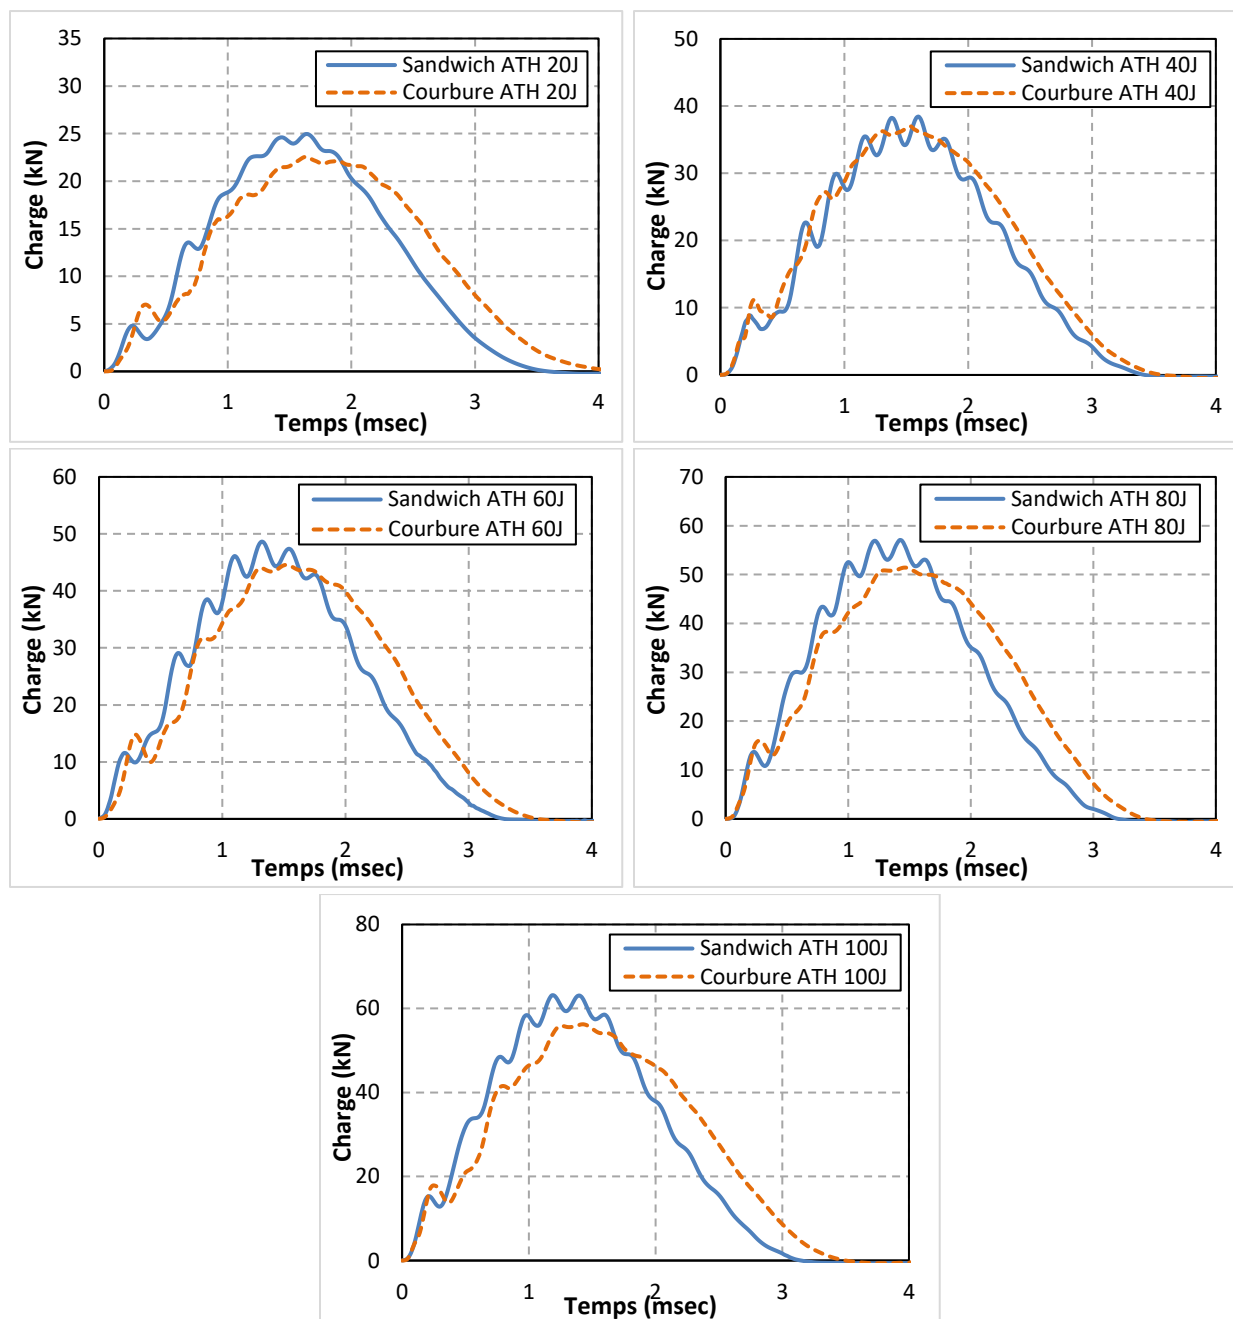 35
30
25
20
15
10
5
0
0 1 2 3 4
Charge (kN)
Temps (msec)
Sandwich ATH 20J
Courbure ATH 20J
50
40
30
20
10
0
0 1 2 3 4
Charge (kN)
Temps (msec)
Sandwich ATH 40J
Courbure ATH 40J
60
50
40
30
20
10
0
0 1 2 3 4
Charge (kN)
Temps (msec)
Sandwich ATH 60J
Courbure ATH 60J
70
60
50
40
30
20
10
0
0 1 2 3 4
Charge (kN)
Temps (msec)
Sandwich ATH 80J
Courbure ATH 80J
80
60
40
20
0
0 1 2 3 4
Charge (kN)
Temps (msec)
Sandwich ATH 100J
Courbure ATH 100J